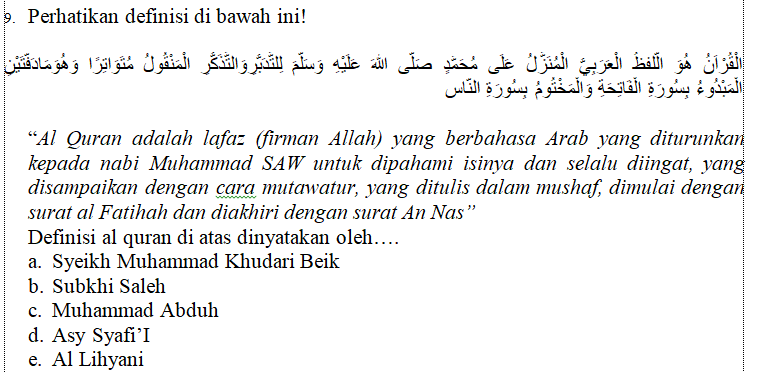 9. Perhatikan definisi di bawah ini!
الْقُرْاَنُ هُوَ الَّلفظُ الْعَرَبِيَّ الْمُنَزَّلُ عَلَى مُحَمَّدٍ صَلَّى اللهَ عَلَيْهِ وَسَلَّمَ لِلتَّدَبُّرِوَالتَّذَكُّرِ الْمَنْقُولُ مُتَوَاتِرًا وَهُوَمَادَفَّتَيْنِ
الْمَبْدُوءُ بِسُورَةِ الْفَاتِحَةِ وَالْمَخْتُومُ بِسُورَةِ النَّاس
“Al Quran adalah lafaz (firman Allah) yang berbahasa Arab yang diturunkan
kepada nabi Muhammad SAW untuk dipahami isinya dan selalu diingat, yang
disampaikan dengan cara mutawatur, yang ditulis dalam mushaf, dimulai dengan
surat al Fatihah dan diakhiri dengan surat An Nas”
Definisi al quran di atas dinyatakan oleh….
a. Syeikh Muhammad Khudari Beik
b. Subkhi Saleh
c. Muhammad Abduh
d. Asy Syafi’I
e. Al Lihyani